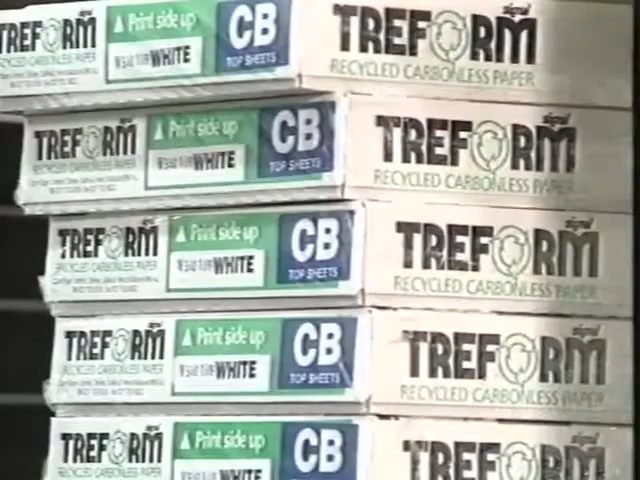 TREFORM
RECYCLED CARBONLESS PAPER
Print side up
WHITE
CB
TOP SHEETS
signal
TREFORM
RECYCLED CARBONLESS PAPER
TREFORM
RECYCLED CARBONLESS PAPER
Print side up
WHITE
CB
TOP SHEETS
signal
TREFORM
RECYCLED CARBONLESS PAPER
TREFORM
RECYCLED CARBONLESS PAPER
Print side up
WHITE
CB
TOP SHEETS
signal
TREFORM
RECYCLED CARBONLESS PAPER
TREFORM
RECYCLED CARBONLESS PAPER
Print side up
WHITE
CB
TOP SHEETS
signal
TREFORM
RECYCLED CARBONLESS PAPER
TREFORM
RECYCLED CARBONLESS PAPER
Print side up
WHITE
CB
TOP SHEETS
signal
TREFORM